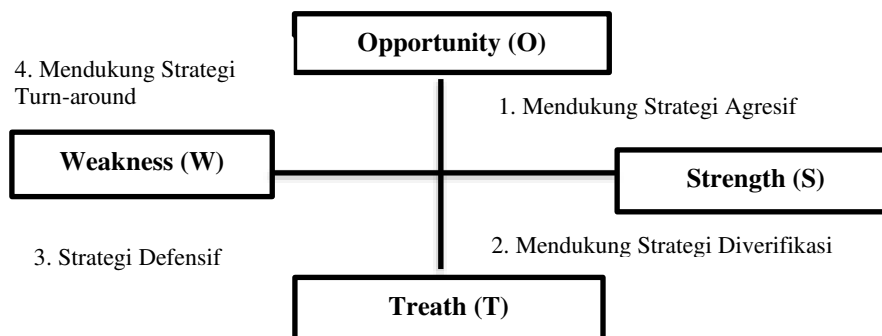 Opportunity (O)
4. Mendukung Strategi
Turn-around
1. Mendukung Strategi Agresif
Weakness (W)
Strength (S)
3. Strategi Defensif
2. Mendukung Strategi Diverifikasi
Treath (T)